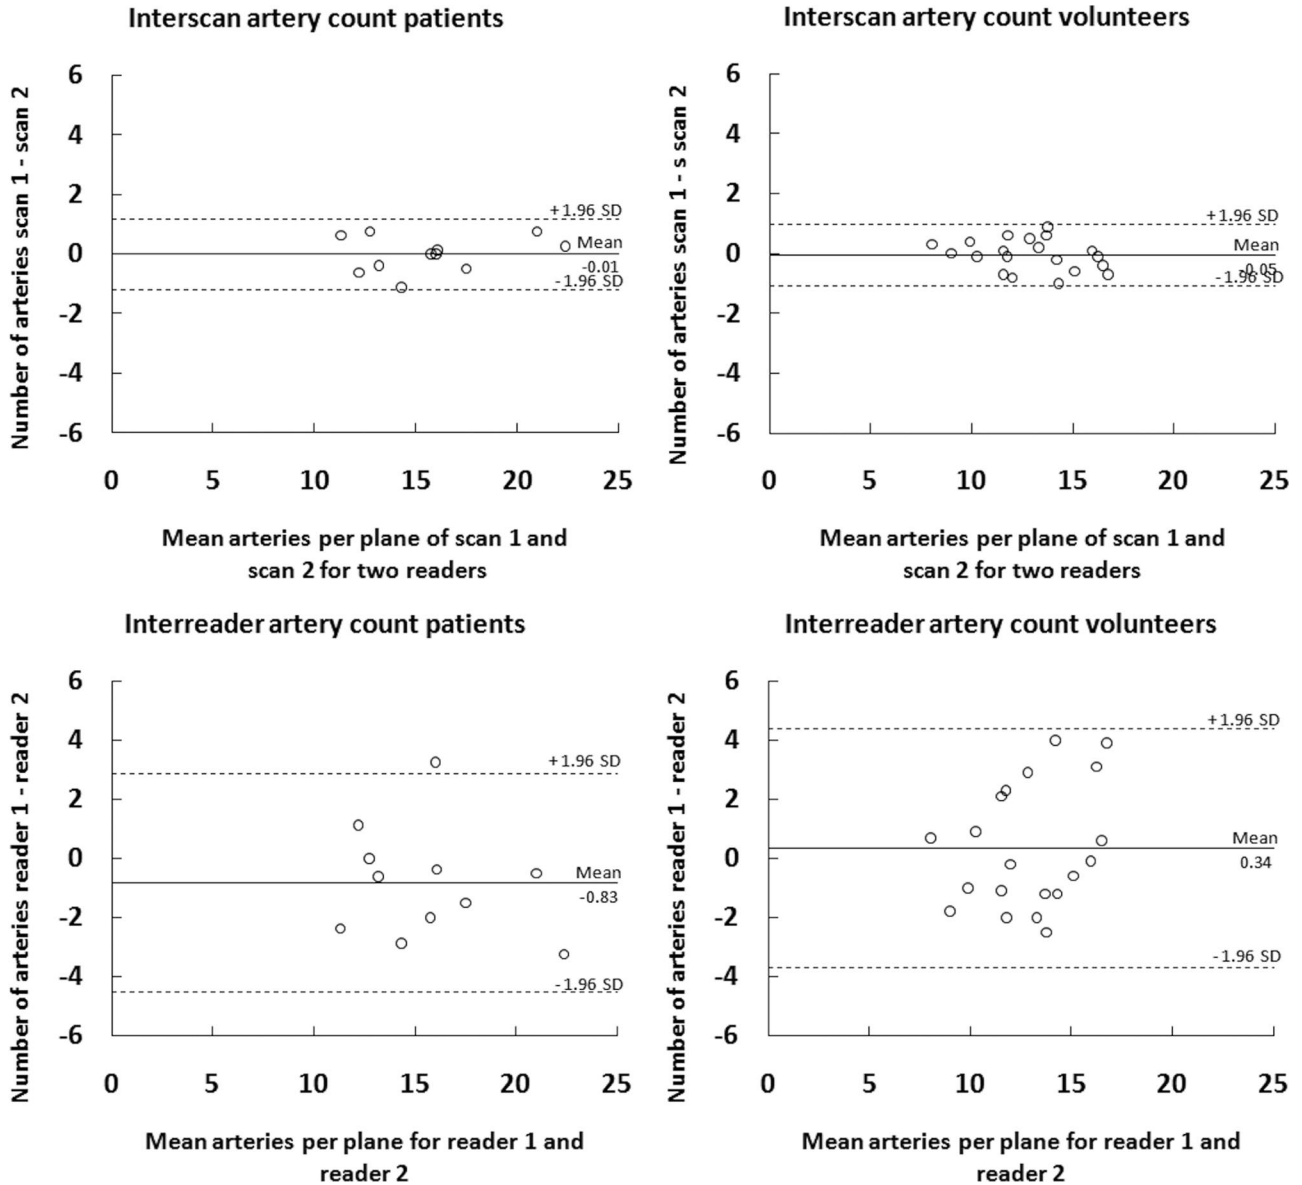 Interscan artery count patients
Number of arteries scan 1 - scan 2
6
4
2
0
-2
-4
-6
+1.96 SD
Mean
-0.01
-1.96 SD
0 5 10 15 20 25
Mean arteries per plane of scan 1 and
scan 2 for two readers
Interscan artery count volunteers
Number of arteries scan 1 - s scan 2
6
4
2
0
-2
-4
-6
+1.96 SD
Mean
-0.05
-1.96 SD
0 5 10 15 20 25
Mean arteries per plane of scan 1 and
scan 2 for two readers
Interreader artery count patients
Number of arteries reader 1 - reader 2
6
4
2
0
-2
-4
-6
+1.96 SD
Mean
-0.83
-1.96 SD
0 5 10 15 20 25
Mean arteries per plane for reader 1 and
reader 2
Interreader artery count volunteers
Number of arteries reader 1 - reader 2
6
4
2
0
-2
-4
-6
+1.96 SD
Mean
0.34
-1.96 SD
0 5 10 15 20 25
Mean arteries per plane for reader 1 and
reader 2